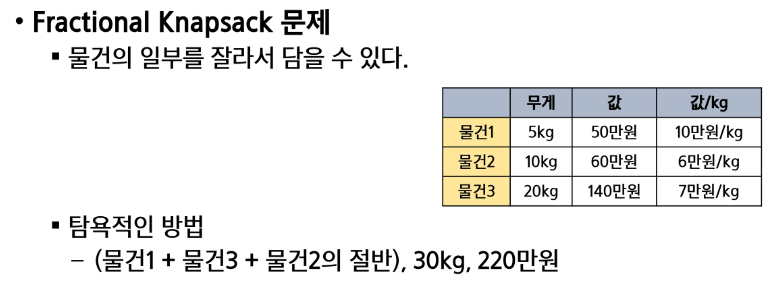 • Fractional Knapsack 문제
▪ 물건의 일부를 잘라서 담을 수 있다.
무게 값 값/kg
물건1 5kg 50만원 10만원/kg
물건2 10kg 60만원 6만원/kg
물건3 20kg 140만원 7만원/kg
▪ 탐욕적인 방법
– (물건1 + 물건3 + 물건2의 절반), 30kg, 220만원